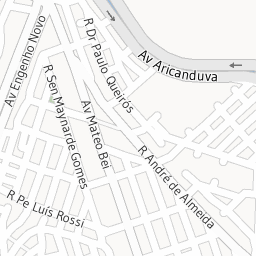 R Dr Paulo Queirós
Av Aricanduva
Av Engenho Novo
R Sen Maynarde Gomes
Av Mateo Bei
R André de Almeida
R Pe Luís Rossi